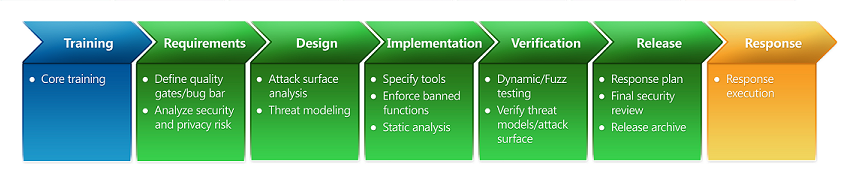 Training
Requirements
Design
Implementation
Verification
Release
Response
• Core training
• Define quality
gates/bug bar
• Analyze security
and privacy risk
• Attack surface
analysis
• Threat modeling
• Specify tools
• Enforce banned
functions
• Static analysis
• Dynamic/Fuzz
testing
• Verify threat
models/attack
surface
• Response plan
• Final security
review
• Release archive
• Response
execution